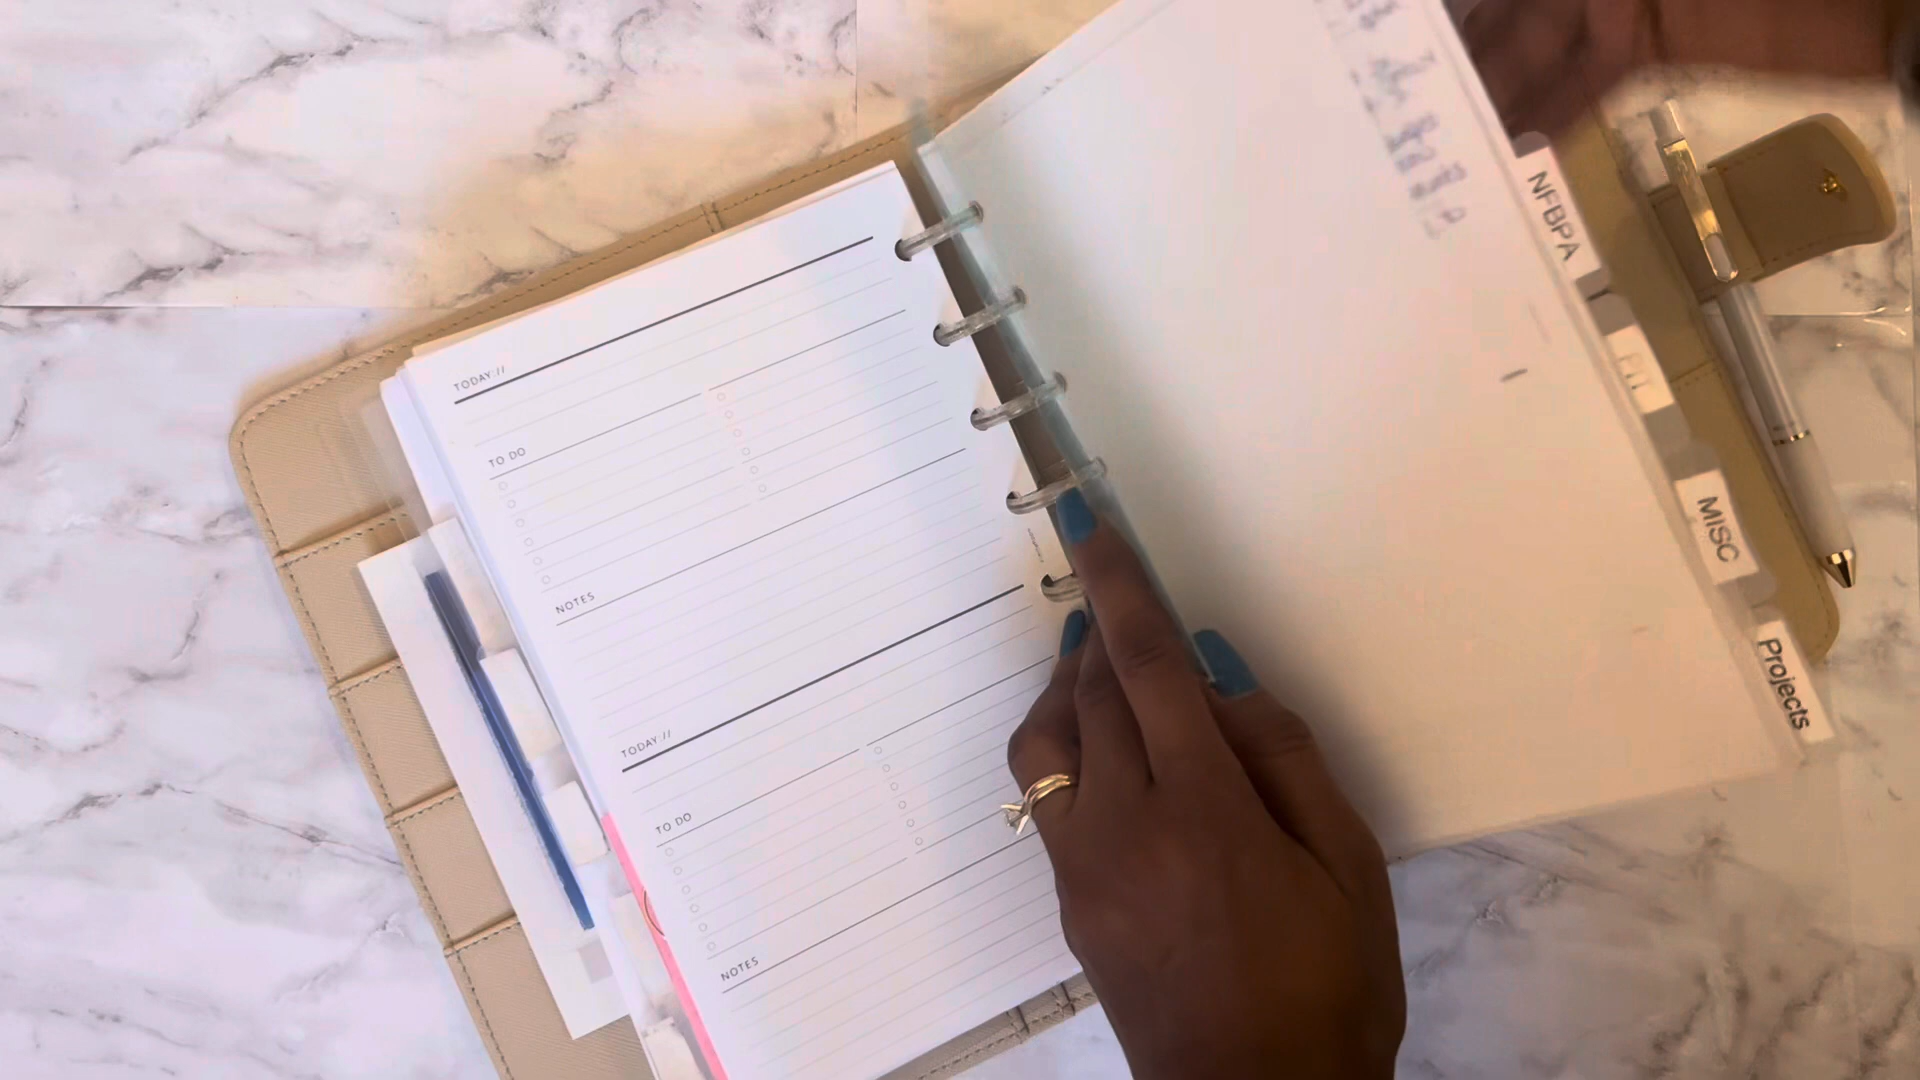 TODAY://
TO DO
NOTES
TODAY://
TO DO
NOTES
NFBPA
MISC
Projects